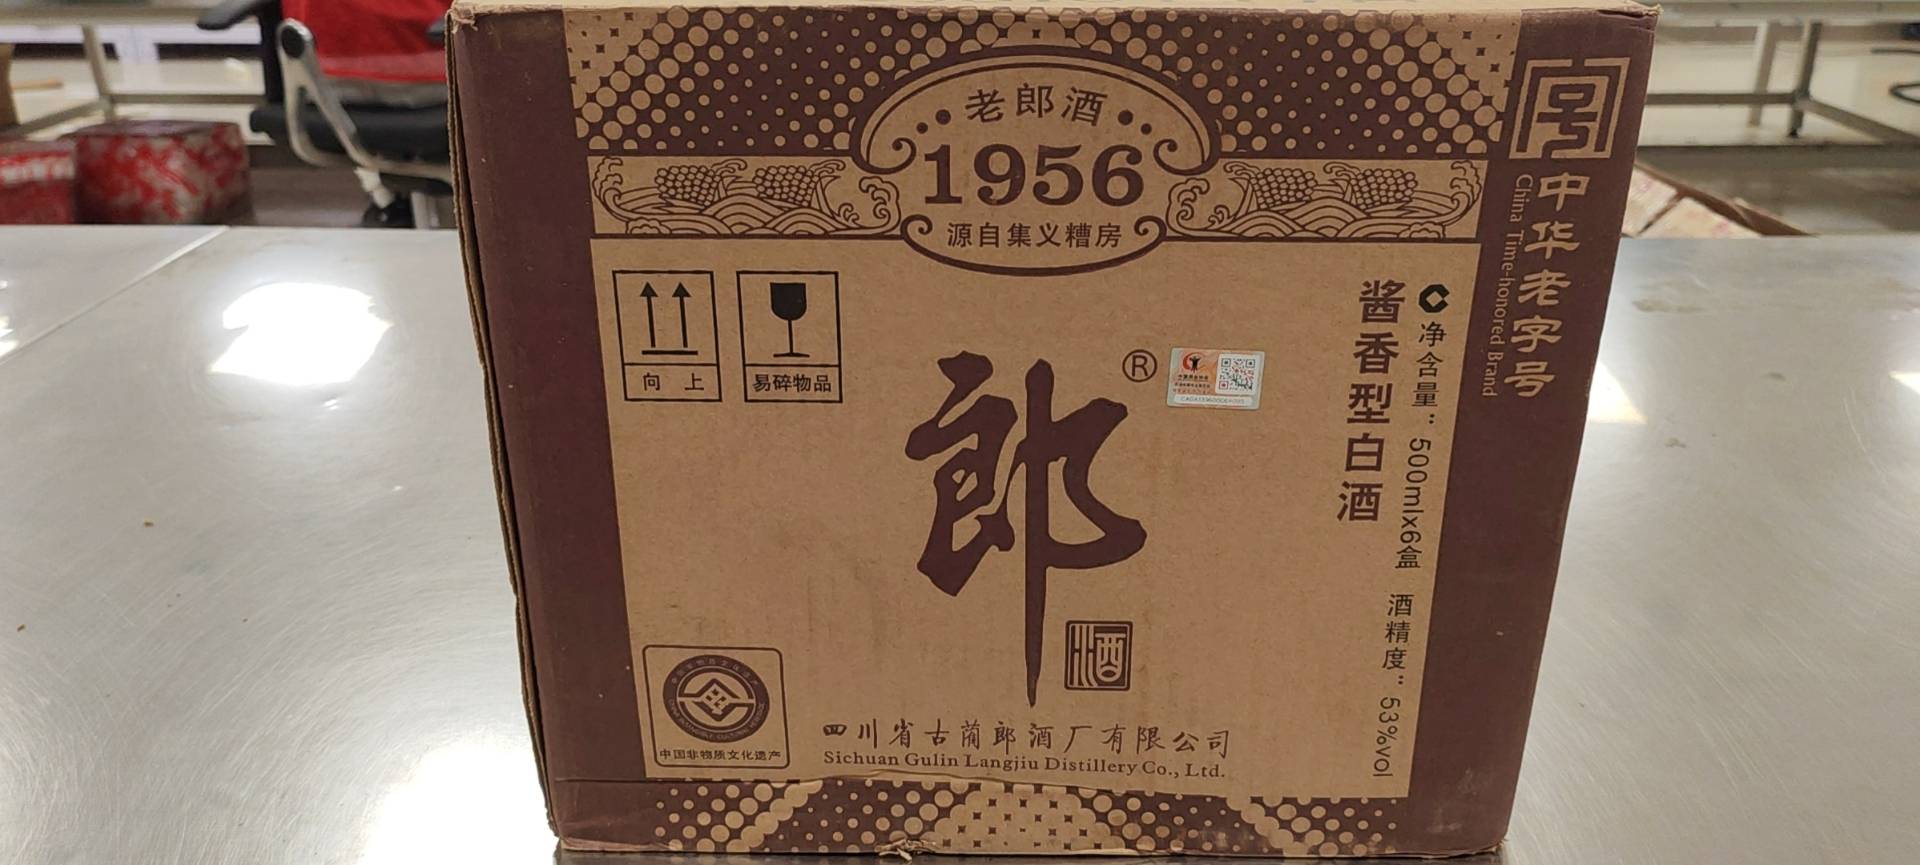 老郎酒
1956
源自集义糟房
向 上
易碎物品
郎
®
酒
酱香型白酒
净含量：500mlx6盒 酒精度：53%vol
中华老字号
China Time-honored Brand
中国非物质文化遗产
四川省古蔺郎酒厂有限公司
Sichuan Gulin Langjiu Distillery Co., Ltd.